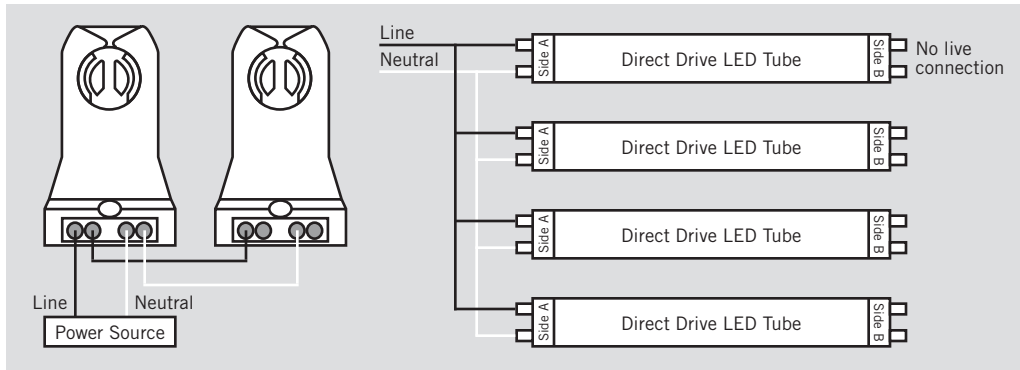 Line
Neutral
Power Source
Line
Neutral
Side A
Direct Drive LED Tube
Side B
No live
connection
Side A
Direct Drive LED Tube
Side B
Side A
Direct Drive LED Tube
Side B
Side A
Direct Drive LED Tube
Side B